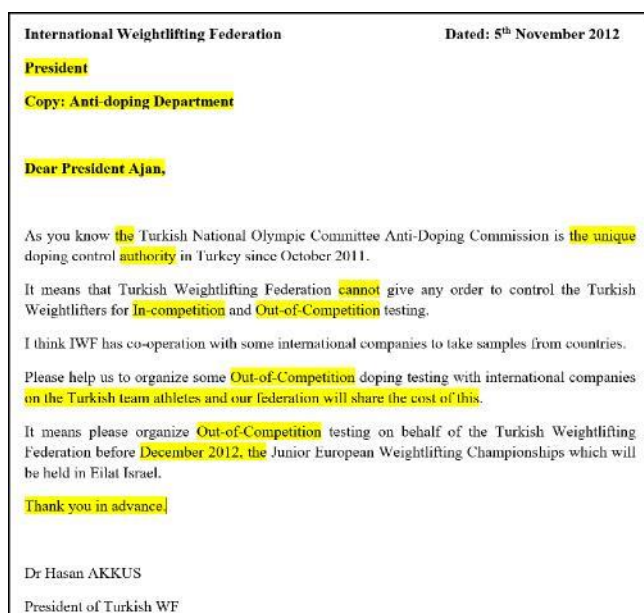 International Weightlifting Federation Dated: 5th November 2012
President
Copy: Anti-doping Department
Dear President Ajan,
As you know the Turkish National Olympic Committee Anti-Doping Commission is the unique
doping control authority in Turkey since October 2011.
It means that Turkish Weightlifting Federation cannot give any order to control the Turkish
Weightlifters for In-competition and Out-of-Competition testing.
I think IWF has co-operation with some international companies to take samples from countries.
Please help us to organize some Out-of-Competition doping testing with international companies
on the Turkish team athletes and our federation will share the cost of this.
It means please organize Out-of-Competition testing on behalf of the Turkish Weightlifting
Federation before December 2012, the Junior European Weightlifting Championships which will
be held in Eilat Israel.
Thank you in advance.
Dr Hasan AKKUS
President of Turkish WF